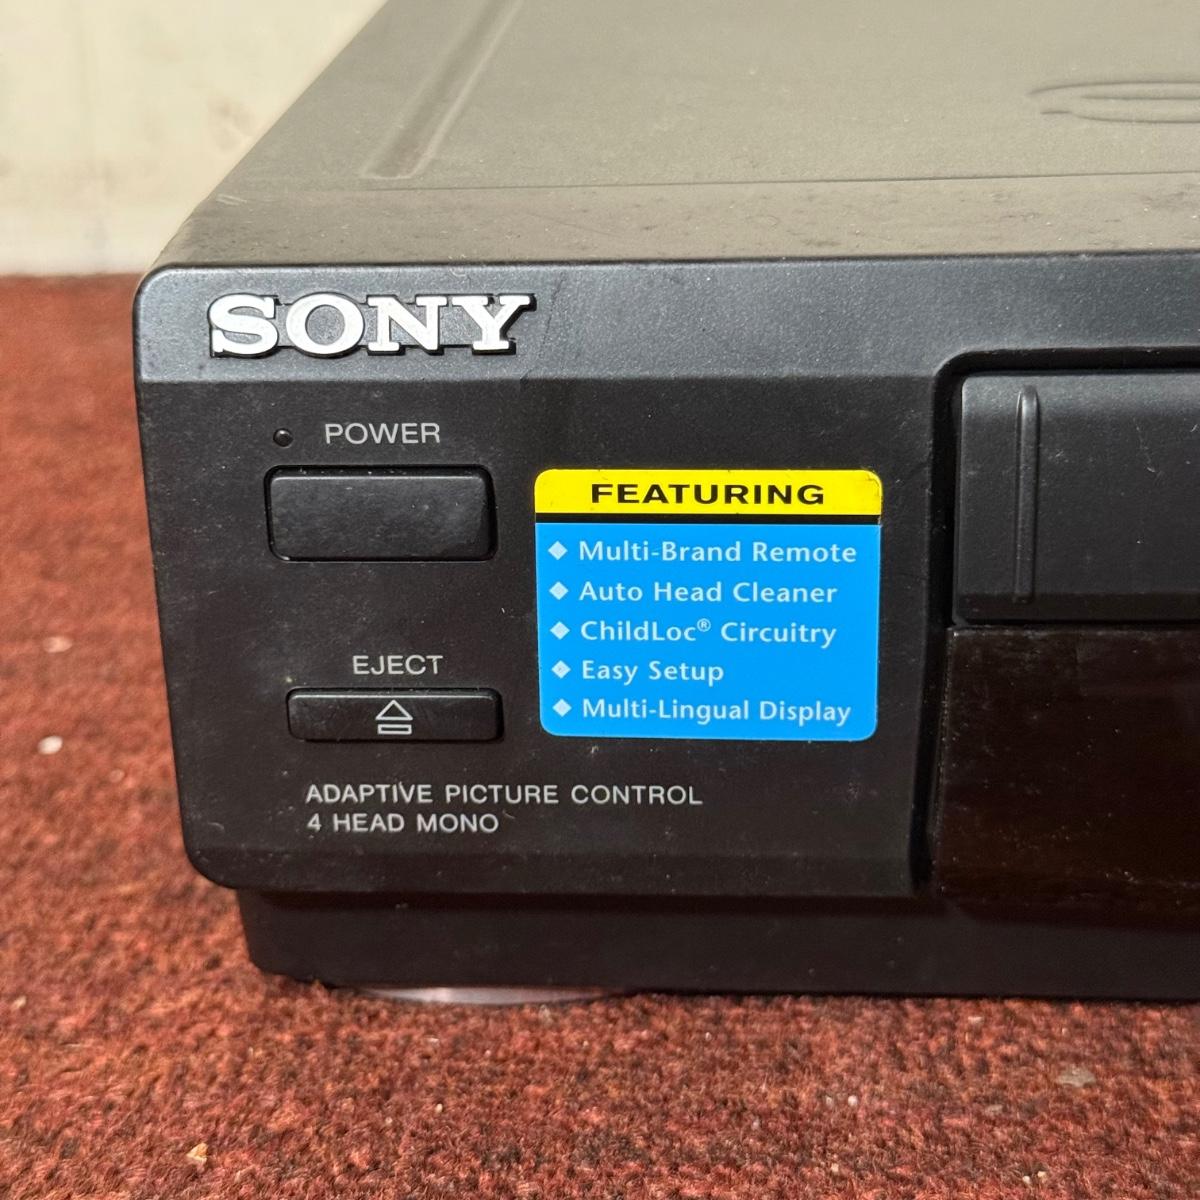 SONY
POWER
FEATURING
◆ Multi-Brand Remote
◆ Auto Head Cleaner
◆ ChildLoc® Circuitry
◆ Easy Setup
◆ Multi-Lingual Display
EJECT
ADAPTIVE PICTURE CONTROL
4 HEAD MONO